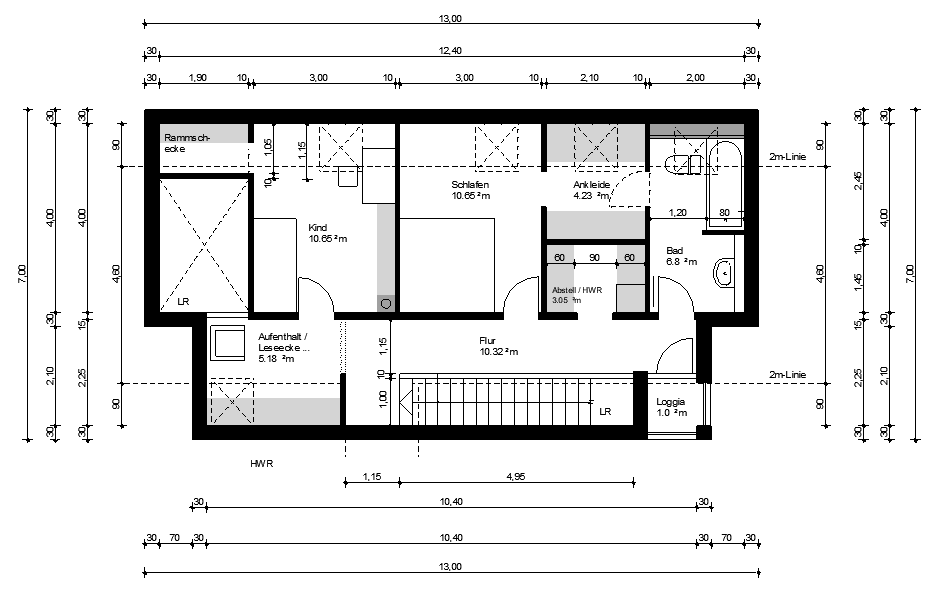 13,00
30 12,40 30
30 1,90 10 3,00 10 3,00 10 2,10 10 2,00 30
Rammsch-
ecke
1,05
10
1,15
Kind
10.65 ²m
Schlafen
10.65 ²m
Ankleide
4.23 ²m
1,20 80
Bad
6.8 ²m
60 90 60
Abstell / HWR
3.05 ²m
LR
Aufenthalt /
Leseecke ...
5.18 ²m
Flur
10.32 ²m
1,15
10
1,00
LR
Loggia
1.0 ²m
HWR
2m-Linie
2m-Linie
7,00
30
4,00
30
2,10
30
30
4,00
15
2,25
30
90
4,60
90
90
4,60
90
30
2,45
10
1,45
15
2,25
30
30
4,00
30
2,10
30
7,00
1,15 4,95
30 10,40 30
30 70 30 10,40 30 70 30
13,00